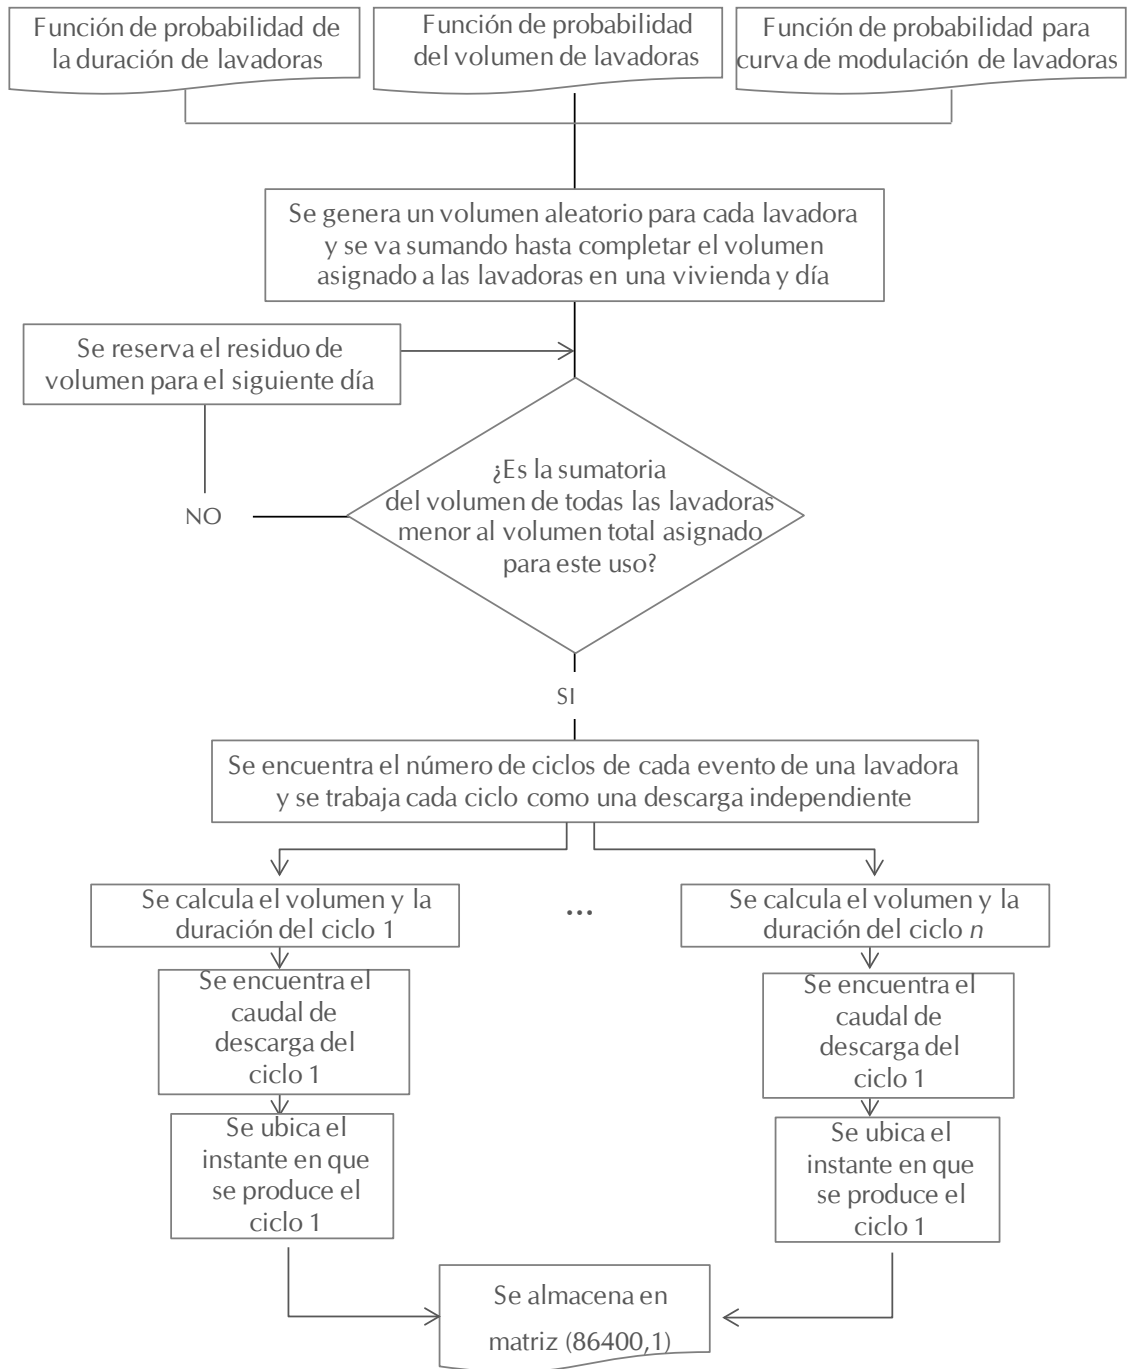 Función de probabilidad de
la duración de lavadoras
Función de probabilidad
del volumen de lavadoras
Función de probabilidad para
curva de modulación de lavadoras
Se genera un volumen aleatorio para cada lavadora
y se va sumando hasta completar el volumen
asignado a las lavadoras en una vivienda y día
Se reserva el residuo de
volumen para el siguiente día
¿Es la sumatoria
del volumen de todas las lavadoras
menor al volumen total asignado
para este uso?
NO
SI
Se encuentra el número de ciclos de cada evento de una lavadora
y se trabaja cada ciclo como una descarga independiente
Se calcula el volumen y la
duración del ciclo 1
...
Se calcula el volumen y la
duración del ciclo n
Se encuentra el
caudal de
descarga del
ciclo 1
Se encuentra el
caudal de
descarga del
ciclo 1
Se ubica el
instante en que
se produce el
ciclo 1
Se ubica el
instante en que
se produce el
ciclo 1
Se almacena en
matriz (86400,1)